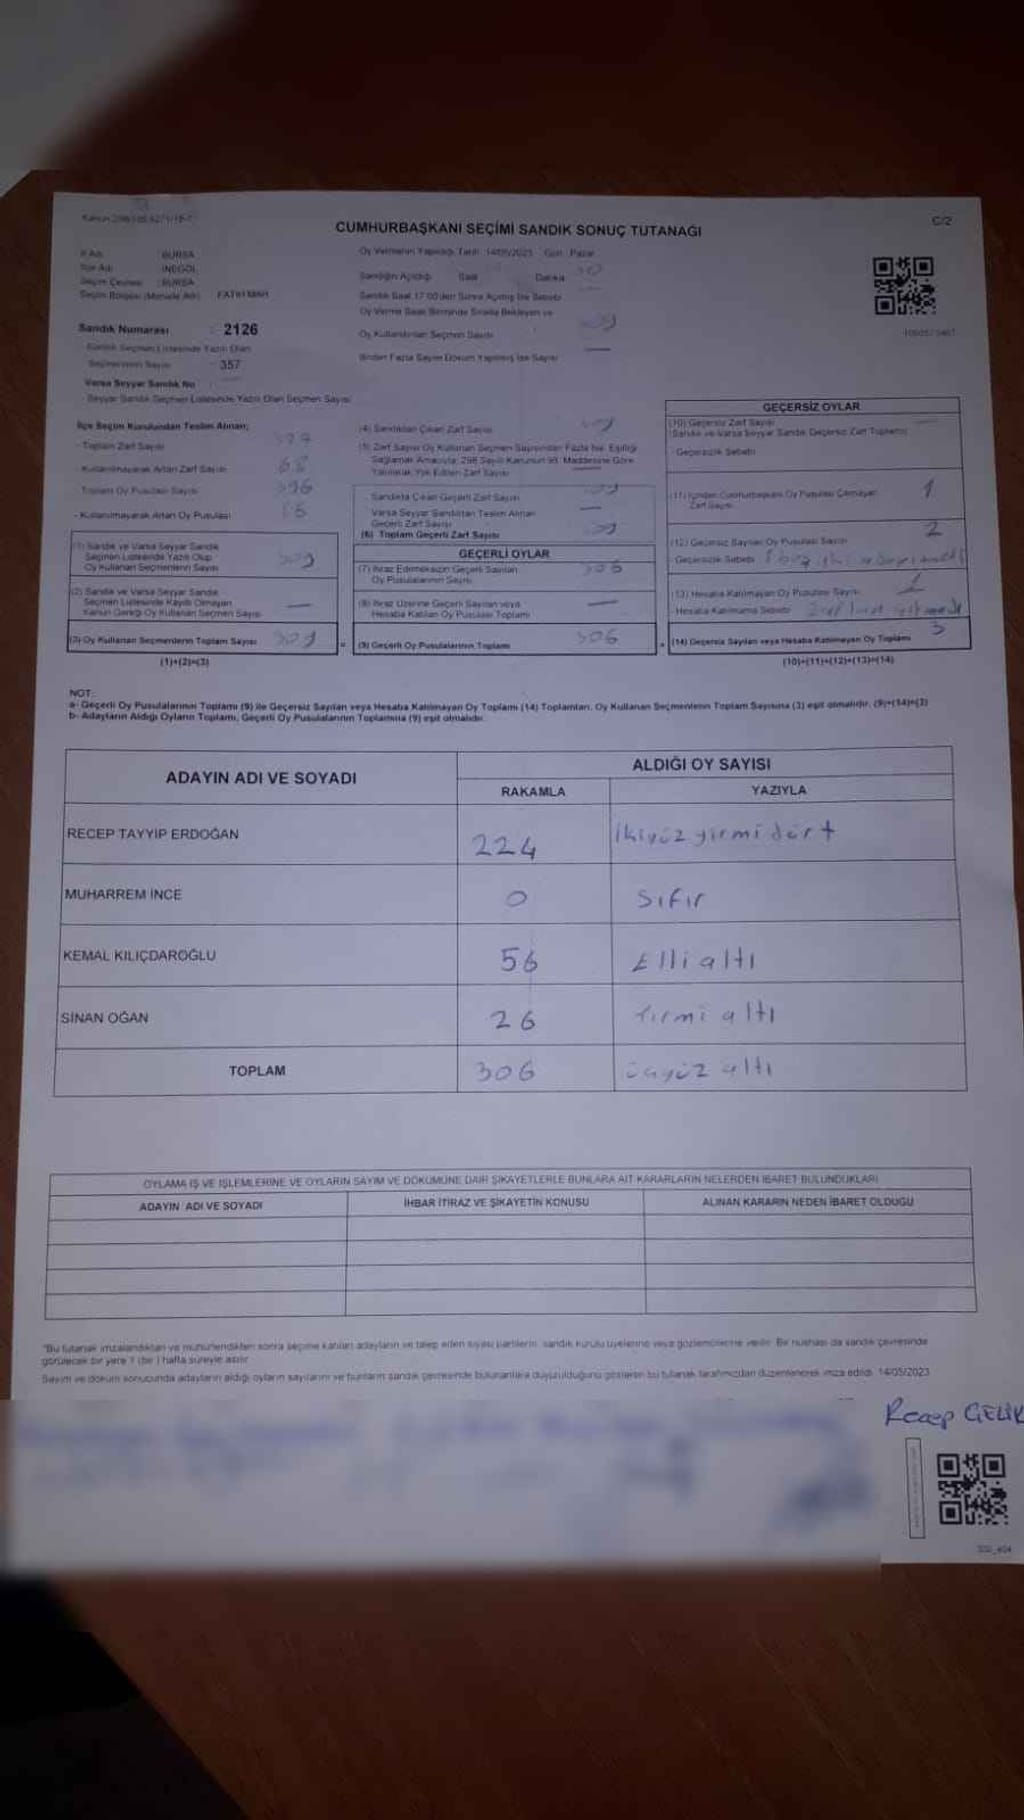 CUMHURBAŞKANI SEÇİMİ SANDIK SONUÇ TUTANAĞI
C/2
İl Adı : BURSA
İlçe Adı : İNEGÖL
Seçim Çevresi : BURSA
Seçim Bölgesi (Mahalle Adı) FATİH MAH
Sandık Numarası : 2126
Sandık Seçmen Listesinde Yazılı Olan
Seçmenlerin Sayısı : 357
Varsa Seyyar Sandık No
Seyyar Sandık Seçmen Listesinde Yazılı Olan Seçmen Sayısı
Oy Vermenin Yapıldığı Tarih 14/05/2023 Gün Pazar
Sandığın Açıldığı Saat Dakika
Sandık Saat 17:00'den Sonra Açılmış İse Sebebi
Oy Verme Saati Bitiminde Sırada Bekleyen ve
Oy Kullandırılan Seçmen Sayısı
Birden Fazla Sayım Döküm Yapılmış İse Sayısı
İlçe Seçim Kurulundan Teslim Alınan;
- Toplam Zarf Sayısı
- Kullanılmayarak Artan Zarf Sayısı 68
Toplam Oy Pusulası Sayısı
- Kullanılmayarak Artan Oy Pusulası
(1) Sandık ve Varsa Seyyar Sandık
Seçmen Listesinde Yazılı Olup
Oy Kullanan Seçmenlerin Sayısı 309
(2) Sandık ve Varsa Seyyar Sandık
Seçmen Listesinde Kayıtlı Olmayan
Kanun Gereği Oy Kullanan Seçmen Sayısı —
(3) Oy Kullanan Seçmenlerin Toplam Sayısı 309
(1)+(2)=(3)
(4) Sandıktan Çıkan Zarf Sayısı
(5) Zarf Sayısı Oy Kullanan Seçmen Sayısından Fazla İse, Eşitliği
Sağlamak Amacıyla, 298 Sayılı Kanunun 98. Maddesine Göre
Yakılarak Yok Edilen Zarf Sayısı —
- Sandıkta Çıkan Geçerli Zarf Sayısı
Varsa Seyyar Sandıktan Teslim Alınan
Geçerli Zarf Sayısı —
(6) Toplam Geçerli Zarf Sayısı
GEÇERLİ OYLAR
(7) İtiraz Edilmeksizin Geçerli Sayılan
Oy Pusulalarının Sayısı 306
(8) İtiraz Üzerine Geçerli Sayılan veya
Hesaba Katılan Oy Pusulası Toplamı —
= (9) Geçerli Oy Pusulalarının Toplamı 306
GEÇERSİZ OYLAR
(10) Geçersiz Zarf Sayısı
(Sandık ve Varsa Seyyar Sandık Geçersiz Zarf Toplamı)
- Geçersizlik Sebebi
(11) İçinden Cumhurbaşkanı Oy Pusulası Çıkmayan 1
Zarf Sayısı
(12) Geçersiz Sayılan Oy Pusulası Sayısı 2
- Geçersizlik Sebebi
(13) Hesaba Katılmayan Oy Pusulası Sayısı
- Hesaba Katılmama Sebebi
+ (14) Geçersiz Sayılan veya Hesaba Katılmayan Oy Toplamı 3
(10)+(11)+(12)+(13)=(14)
NOT:
a- Geçerli Oy Pusulalarının Toplamı (9) ile Geçersiz Sayılan veya Hesaba Katılmayan Oy Toplamı (14) Toplamları, Oy Kullanan Seçmenlerin Toplam Sayısına (3) eşit olmalıdır. (9)+(14)=(3)
b- Adayların Aldığı Oyların Toplamı, Geçerli Oy Pusulalarının Toplamına (9) eşit olmalıdır.
ADAYIN ADI VE SOYADI
ALDIĞI OY SAYISI
RAKAMLA YAZIYLA
RECEP TAYYİP ERDOĞAN 224 İkiyüz yirmi dört
MUHARREM İNCE 0 Sıfır
KEMAL KILIÇDAROĞLU 56 Elli altı
SİNAN OĞAN 26 Yirmi altı
TOPLAM 306 üçyüz altı
OYLAMA İŞ VE İŞLEMLERİNE VE OYLARIN SAYIM VE DÖKÜMÜNE DAİR ŞİKAYETLERLE BUNLARA AİT KARARLARIN NELERDEN İBARET BULUNDUKLARI
ADAYIN ADI VE SOYADI İHBAR İTİRAZ VE ŞİKAYETİN KONUSU ALINAN KARARIN NEDEN İBARET OLDUĞU
*Bu tutanak imzalandıktan ve mühürlendikten sonra seçime katılan adayların ve talep eden siyasi partilerin sandık kurulu üyelerine veya gözlemcilerine verilir. Bir nüshası da sandık çevresinde
görülecek bir yere 1 (bir) hafta süreyle asılır.
Sayım ve döküm sonucunda adayların aldığı oyların sayılarını ve bunların sandık çevresinde bulunanlara duyurulduğunu gösteren bu tutanak tarafımızdan düzenlenerek imza edildi. 14/05/2023
Recep ÇELİK